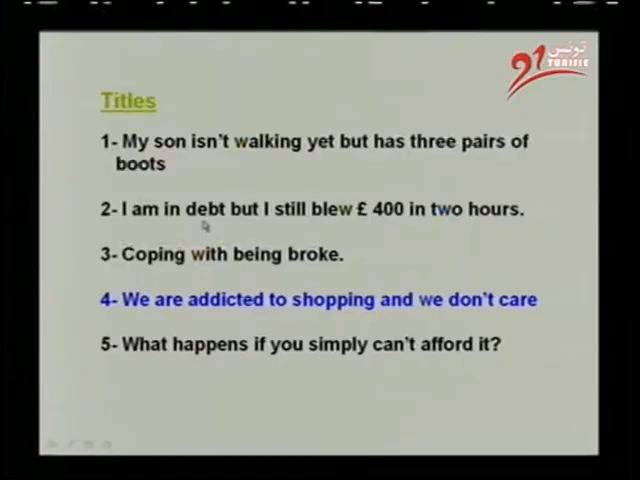 تونس
21
TUNISIE
Titles
1- My son isn't walking yet but has three pairs of
boots
2- I am in debt but I still blew £ 400 in two hours.
3- Coping with being broke.
4- We are addicted to shopping and we don't care
5- What happens if you simply can't afford it?